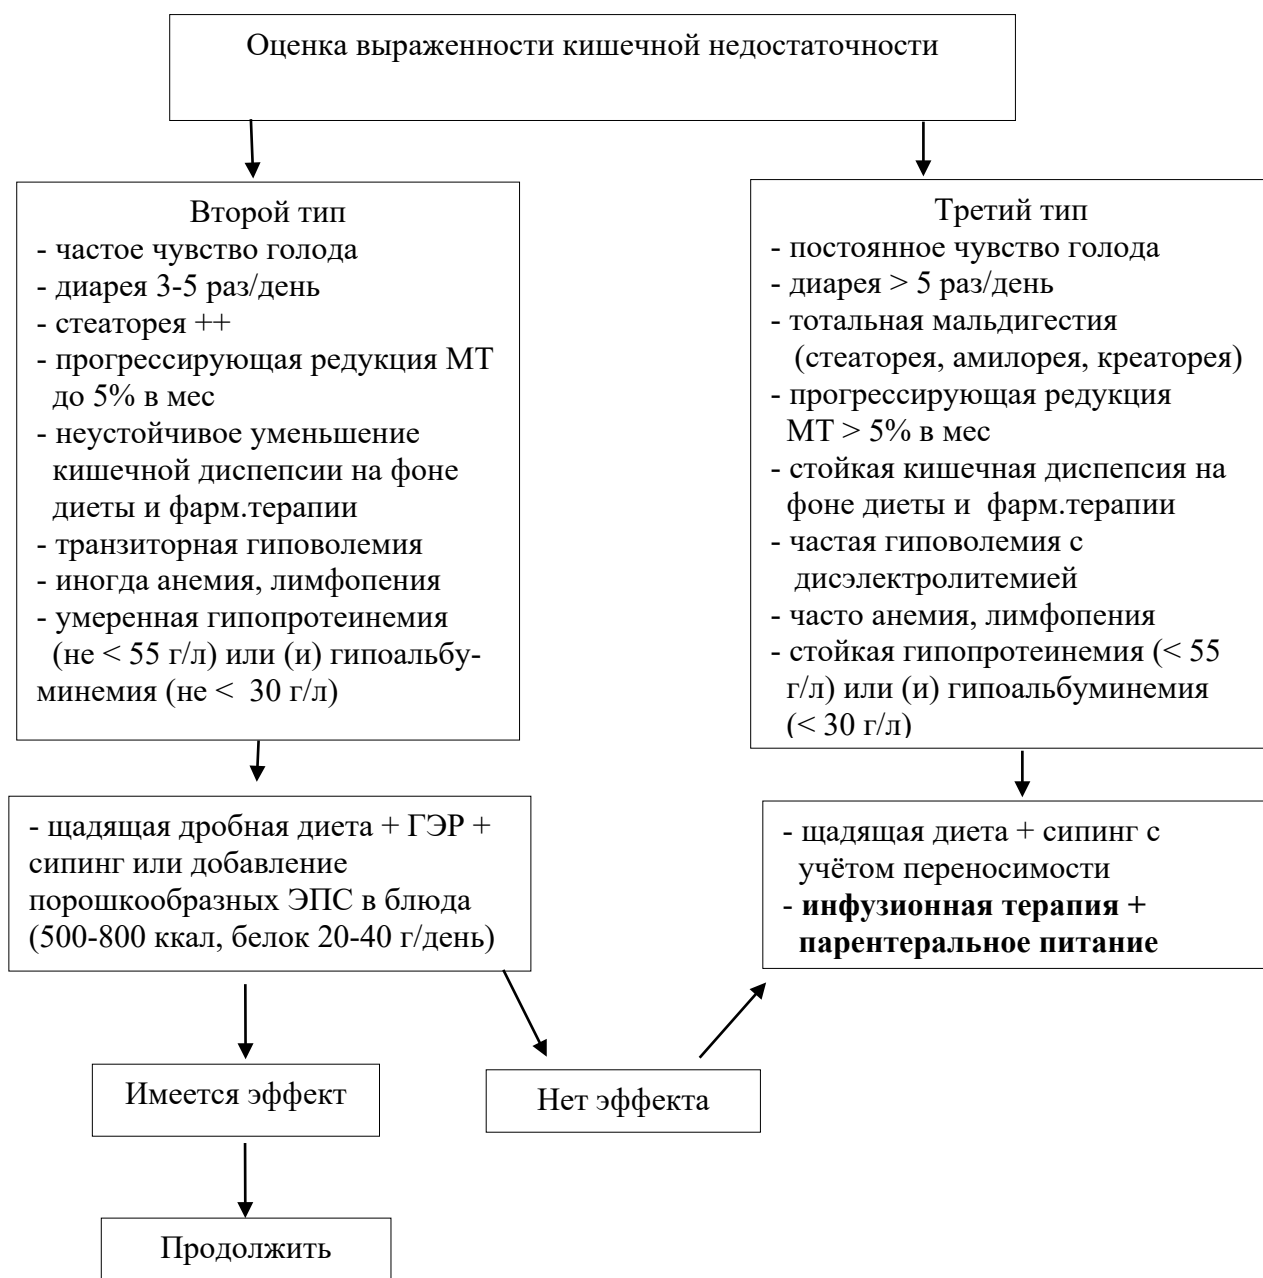 Оценка выраженности кишечной недостаточности
Второй тип
- частое чувство голода
- диарея 3-5 раз/день
- стеаторея ++
- прогрессирующая редукция МТ
до 5% в мес
- неустойчивое уменьшение
кишечной диспепсии на фоне
диеты и фарм.терапии
- транзиторная гиповолемия
- иногда анемия, лимфопения
- умеренная гипопротеинемия
(не < 55 г/л) или (и) гипоальбу-
минемия (не < 30 г/л)
Третий тип
- постоянное чувство голода
- диарея > 5 раз/день
- тотальная мальдигестия
(стеаторея, амилорея, креаторея)
- прогрессирующая редукция
МТ > 5% в мес
- стойкая кишечная диспепсия на
фоне диеты и фарм.терапии
- частая гиповолемия с
дисэлектролитемией
- часто анемия, лимфопения
- стойкая гипопротеинемия (< 55
г/л) или (и) гипоальбуминемия
(< 30 г/л)
- щадящая дробная диета + ГЭР +
сипинг или добавление
порошкообразных ЭПС в блюда
(500-800 ккал, белок 20-40 г/день)
- щадящая диета + сипинг с
учётом переносимости
- инфузионная терапия +
парентеральное питание
Имеется эффект
Нет эффекта
Продолжить